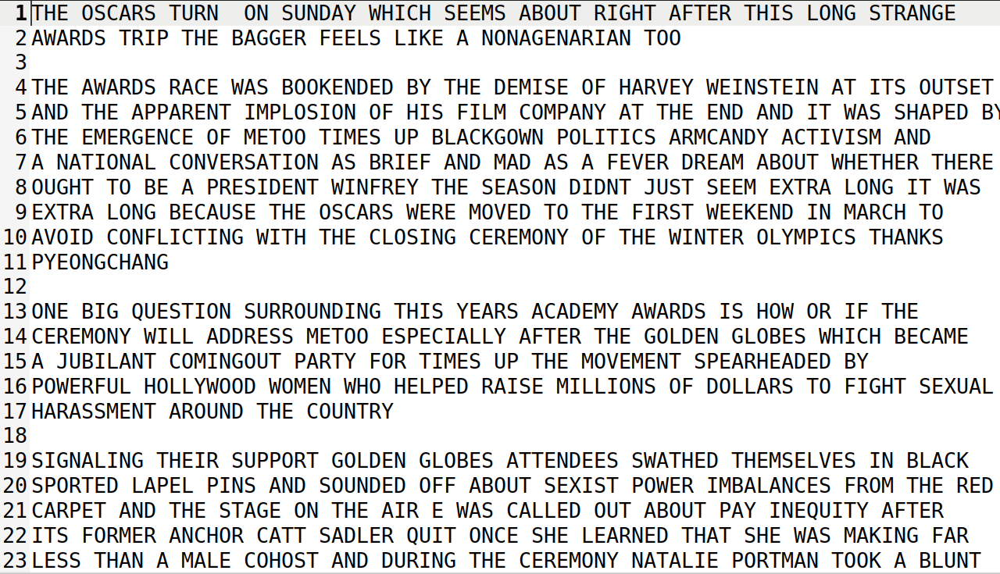 1 THE OSCARS TURN  ON SUNDAY WHICH SEEMS ABOUT RIGHT AFTER THIS LONG STRANGE
2 AWARDS TRIP THE BAGGER FEELS LIKE A NONAGENARIAN TOO
3
4 THE AWARDS RACE WAS BOOKENDED BY THE DEMISE OF HARVEY WEINSTEIN AT ITS OUTSET
5 AND THE APPARENT IMPLOSION OF HIS FILM COMPANY AT THE END AND IT WAS SHAPED BY
6 THE EMERGENCE OF METOO TIMES UP BLACKGOWN POLITICS ARMCANDY ACTIVISM AND
7 A NATIONAL CONVERSATION AS BRIEF AND MAD AS A FEVER DREAM ABOUT WHETHER THERE
8 OUGHT TO BE A PRESIDENT WINFREY THE SEASON DIDNT JUST SEEM EXTRA LONG IT WAS
9 EXTRA LONG BECAUSE THE OSCARS WERE MOVED TO THE FIRST WEEKEND IN MARCH TO
10 AVOID CONFLICTING WITH THE CLOSING CEREMONY OF THE WINTER OLYMPICS THANKS
11 PYEONGCHANG
12
13 ONE BIG QUESTION SURROUNDING THIS YEARS ACADEMY AWARDS IS HOW OR IF THE
14 CEREMONY WILL ADDRESS METOO ESPECIALLY AFTER THE GOLDEN GLOBES WHICH BECAME
15 A JUBILANT COMINGOUT PARTY FOR TIMES UP THE MOVEMENT SPEARHEADED BY
16 POWERFUL HOLLYWOOD WOMEN WHO HELPED RAISE MILLIONS OF DOLLARS TO FIGHT SEXUAL
17 HARASSMENT AROUND THE COUNTRY
18
19 SIGNALING THEIR SUPPORT GOLDEN GLOBES ATTENDEES SWATHED THEMSELVES IN BLACK
20 SPORTED LAPEL PINS AND SOUNDED OFF ABOUT SEXIST POWER IMBALANCES FROM THE RED
21 CARPET AND THE STAGE ON THE AIR E WAS CALLED OUT ABOUT PAY INEQUITY AFTER
22 ITS FORMER ANCHOR CATT SADLER QUIT ONCE SHE LEARNED THAT SHE WAS MAKING FAR
23 LESS THAN A MALE COHOST AND DURING THE CEREMONY NATALIE PORTMAN TOOK A BLUNT